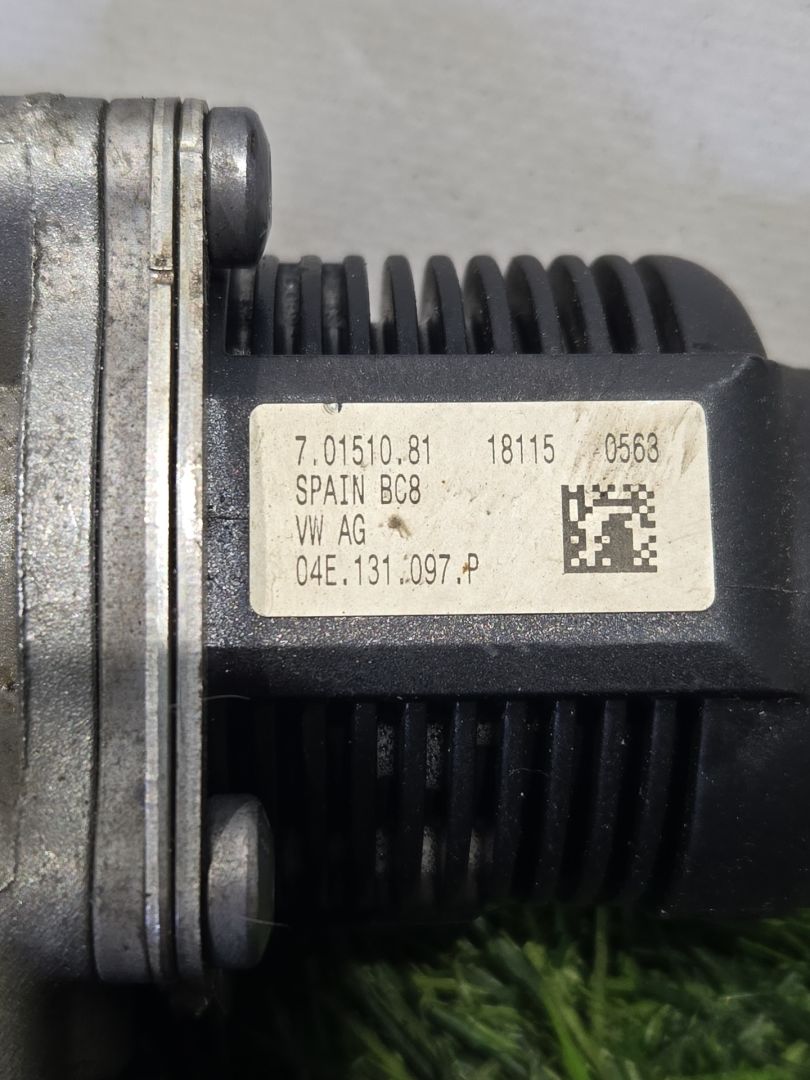 7.01510.81 18115 0563
SPAIN BC8
VW AG
04E.131.097.P